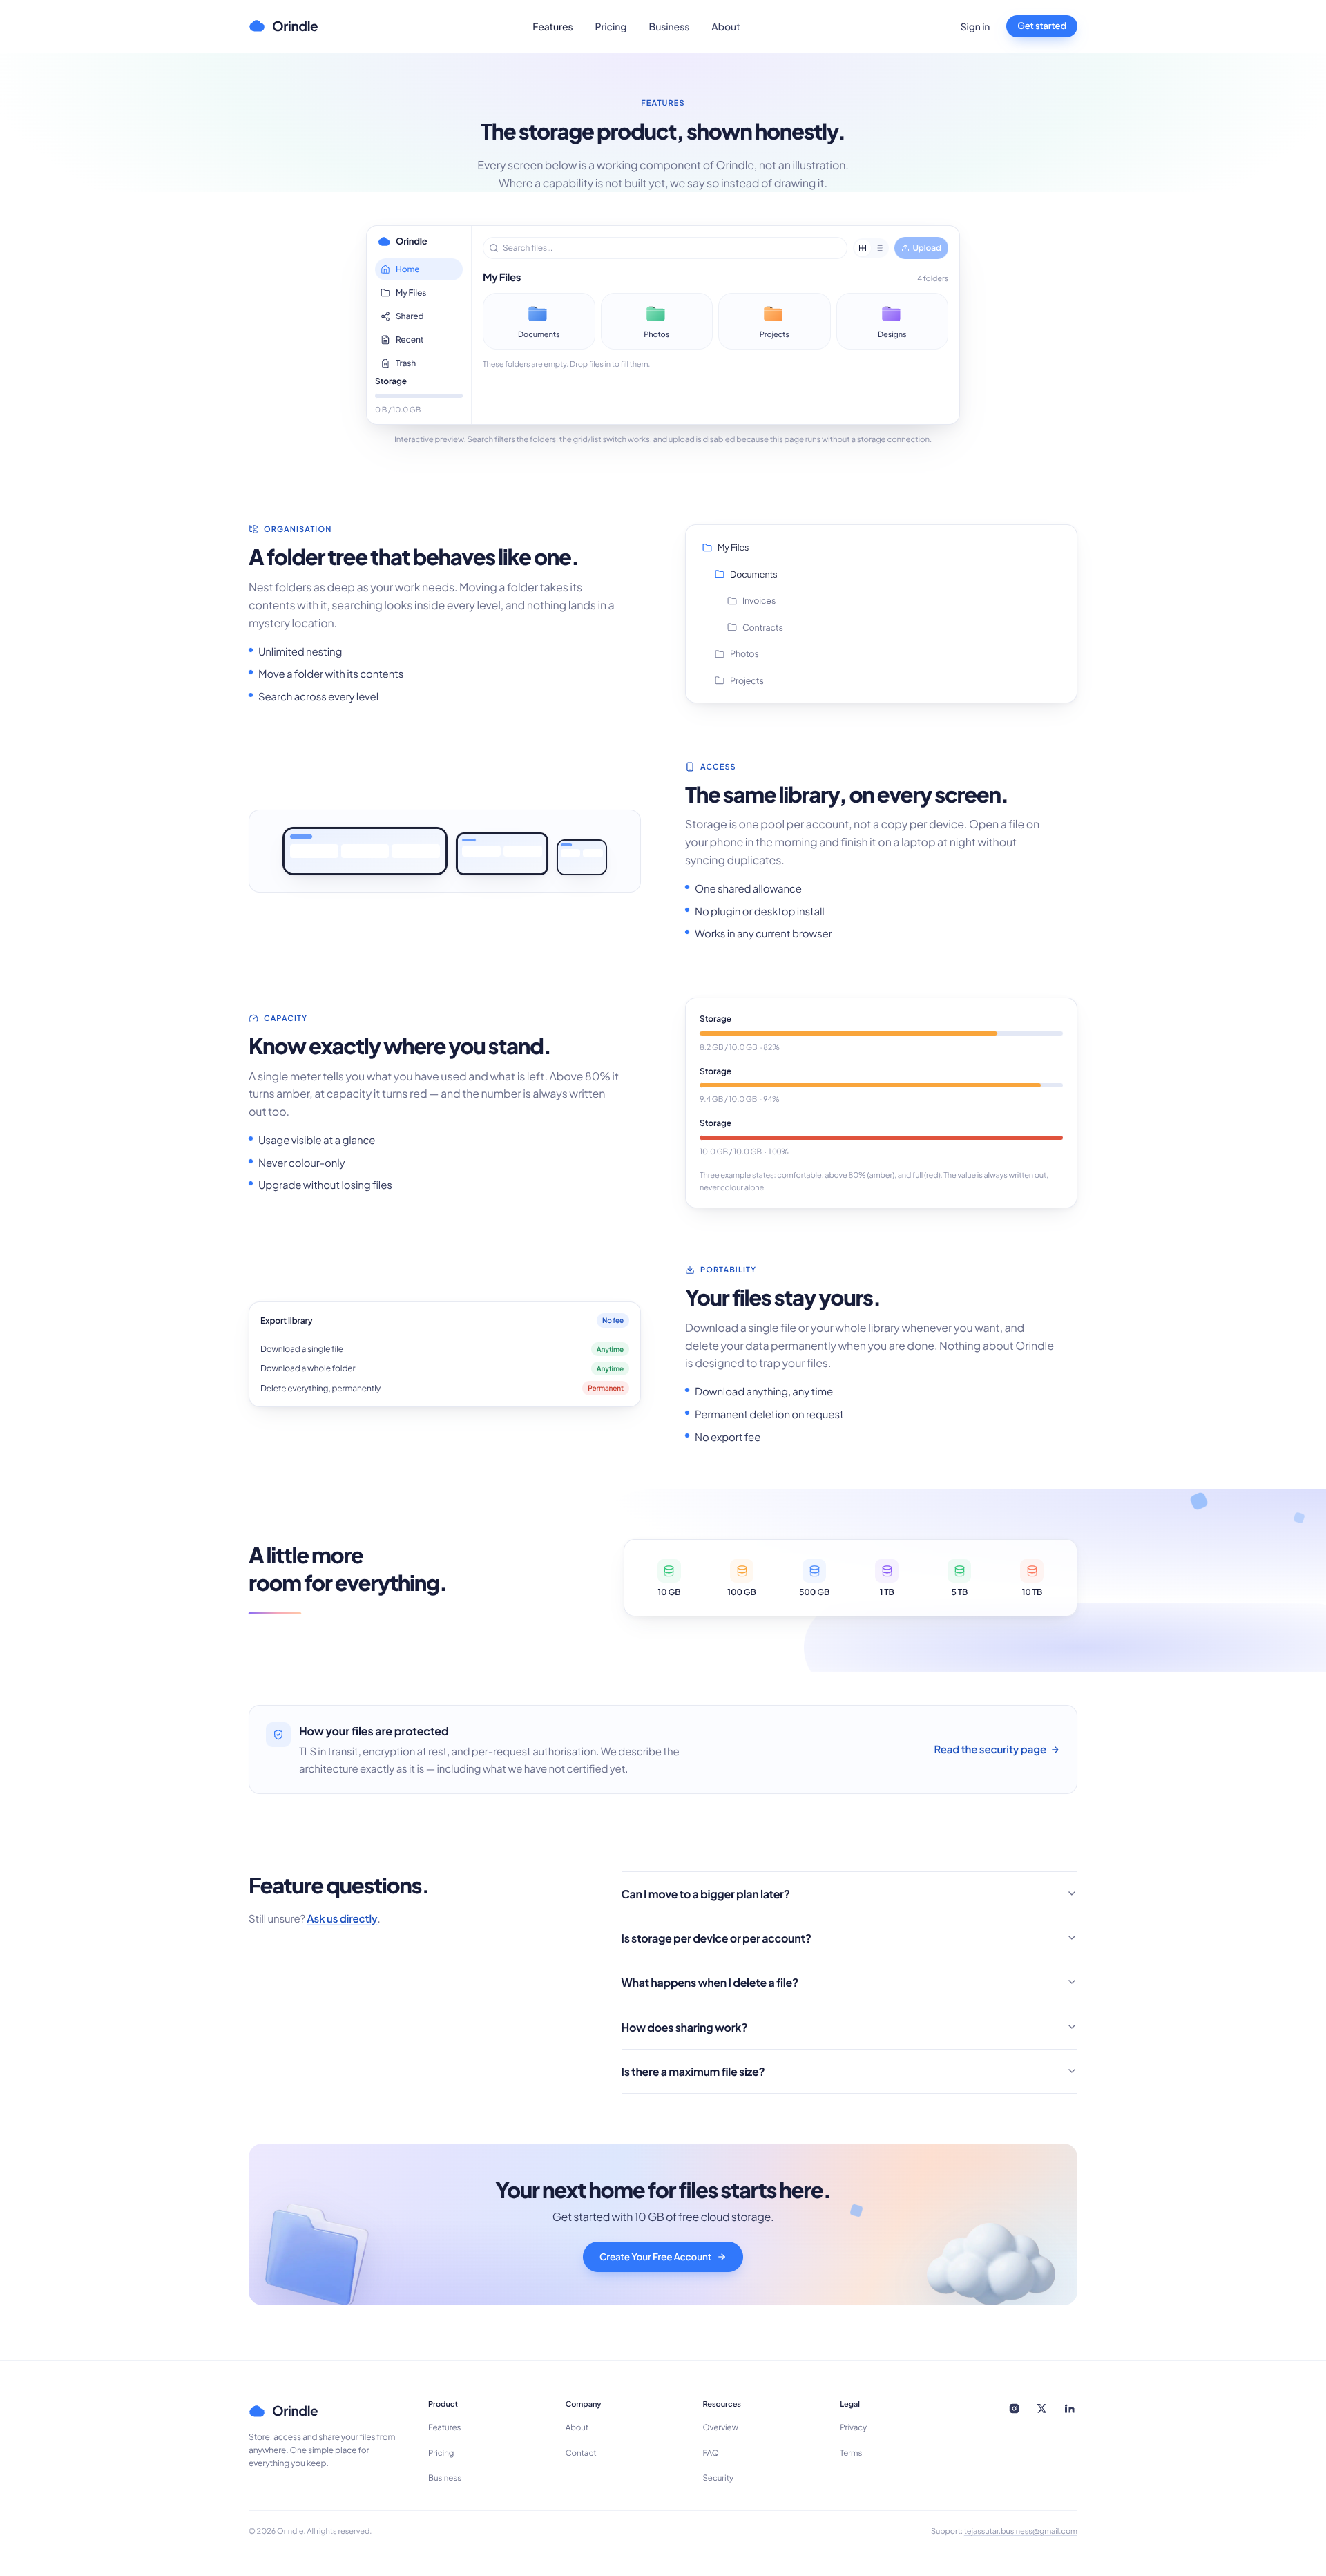 Orindle
Features
Pricing
Business
About
Sign in
Get started
FEATURES
The storage product, shown honestly.
Every screen below is a working component of Orindle, not an illustration.
Where a capability is not built yet, we say so instead of drawing it.
Orindle
Home
My Files
Shared
Recent
Trash
Storage
0 B / 10.0 GB
Search files...
Upload
My Files
4 folders
Documents
Photos
Projects
Designs
These folders are empty. Drop files in to fill them.
Interactive preview. Search filters the folders, the grid/list switch works, and upload is disabled because this page runs without a storage connection.
ORGANISATION
A folder tree that behaves like one.
Nest folders as deep as your work needs. Moving a folder takes its
contents with it, searching looks inside every level, and nothing lands in a
mystery location.
Unlimited nesting
Move a folder with its contents
Search across every level
My Files
Documents
Invoices
Contracts
Photos
Projects
ACCESS
The same library, on every screen.
Storage is one pool per account, not a copy per device. Open a file on
your phone in the morning and finish it on a laptop at night without
syncing duplicates.
One shared allowance
No plugin or desktop install
Works in any current browser
CAPACITY
Know exactly where you stand.
A single meter tells you what you have used and what is left. Above 80% it
turns amber, at capacity it turns red — and the number is always written
out too.
Usage visible at a glance
Never colour-only
Upgrade without losing files
Storage
8.2 GB / 10.0 GB · 82%
Storage
9.4 GB / 10.0 GB · 94%
Storage
10.0 GB / 10.0 GB · 100%
Three example states: comfortable, above 80% (amber), and full (red). The value is always written out,
never colour alone.
Export library
No fee
Download a single file
Anytime
Download a whole folder
Anytime
Delete everything, permanently
Permanent
PORTABILITY
Your files stay yours.
Download a single file or your whole library whenever you want, and
delete your data permanently when you are done. Nothing about Orindle
is designed to trap your files.
Download anything, any time
Permanent deletion on request
No export fee
A little more
room for everything.
10 GB
100 GB
500 GB
1 TB
5 TB
10 TB
How your files are protected
TLS in transit, encryption at rest, and per-request authorisation. We describe the
architecture exactly as it is — including what we have not certified yet.
Read the security page
Feature questions.
Still unsure? Ask us directly.
Can I move to a bigger plan later?
Is storage per device or per account?
What happens when I delete a file?
How does sharing work?
Is there a maximum file size?
Your next home for files starts here.
Get started with 10 GB of free cloud storage.
Create Your Free Account
Orindle
Store, access and share your files from
anywhere. One simple place for
everything you keep.
Product
Features
Pricing
Business
Company
About
Contact
Resources
Overview
FAQ
Security
Legal
Privacy
Terms
© 2026 Orindle. All rights reserved.
Support: tejassutar.business@gmail.com